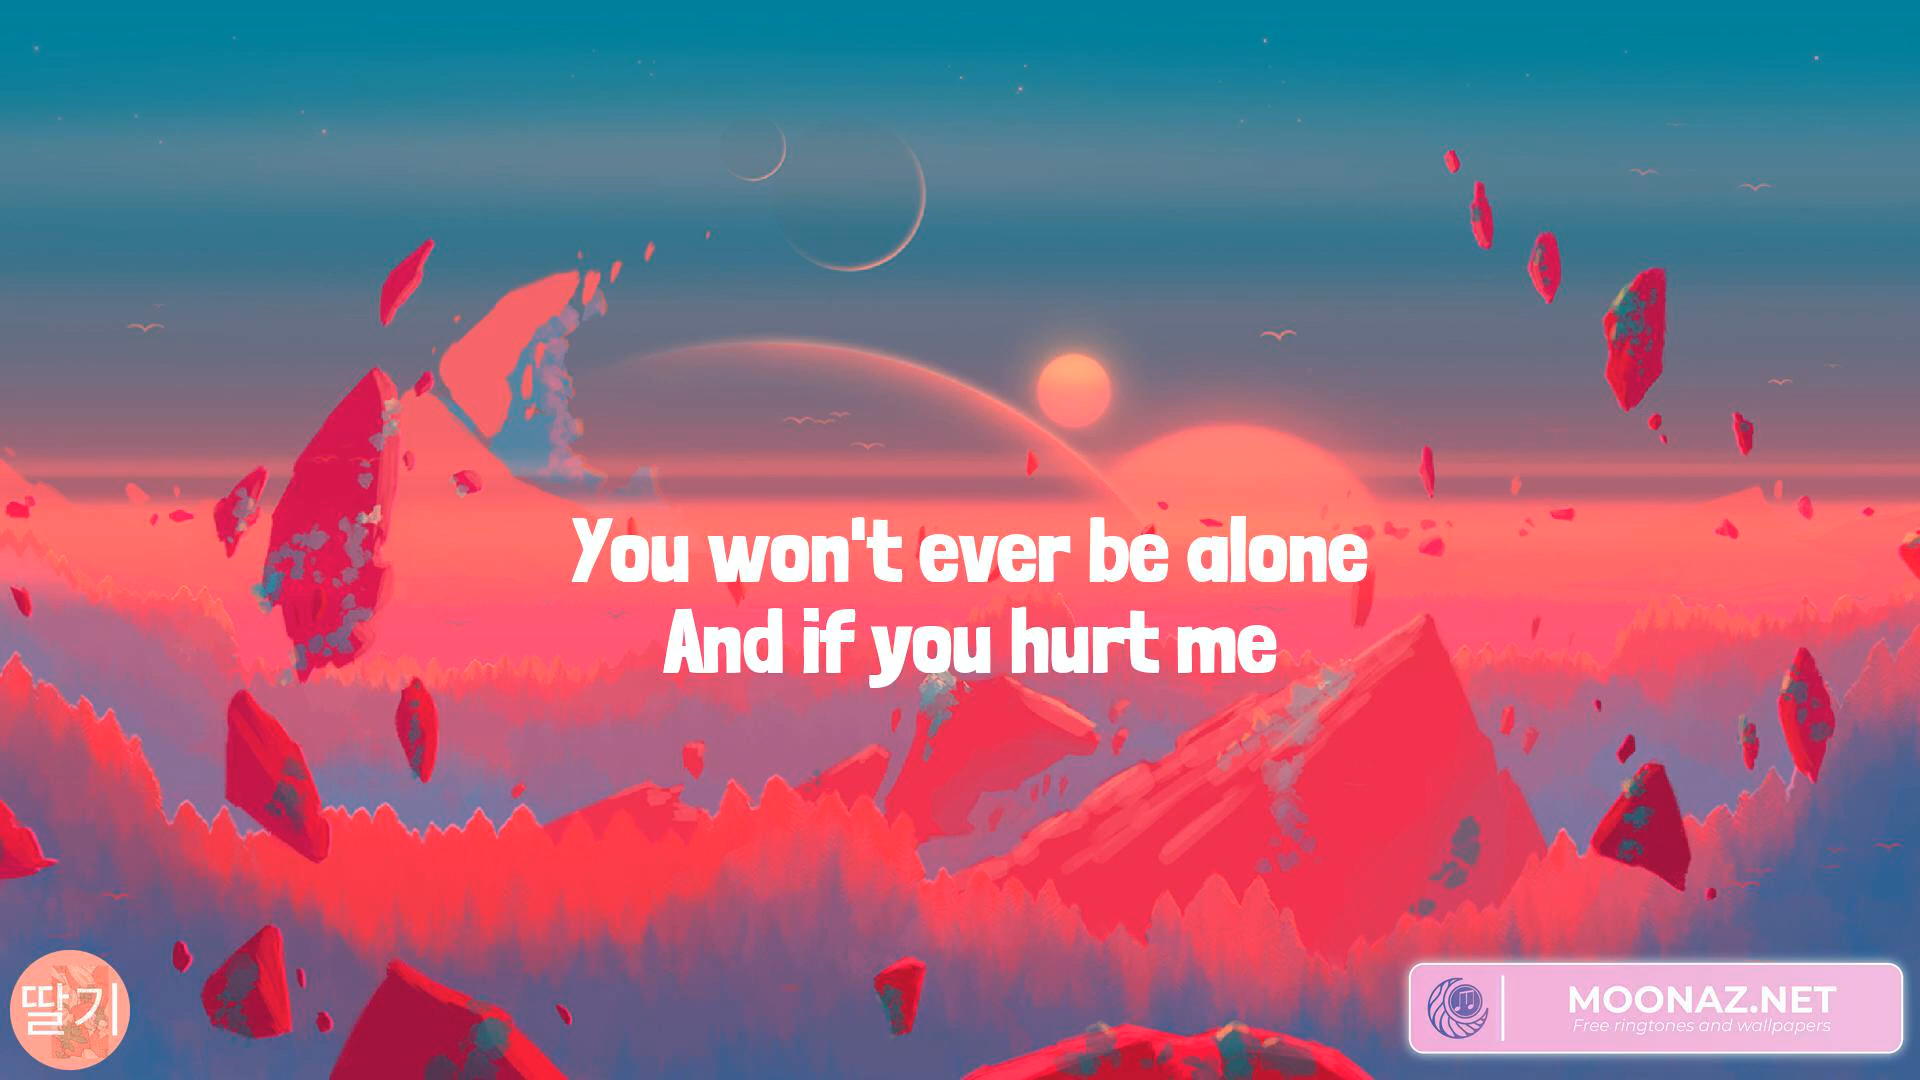 You won't ever be alone
And if you hurt me
딸기
MOONAZ.NET
Free ringtones and wallpapers